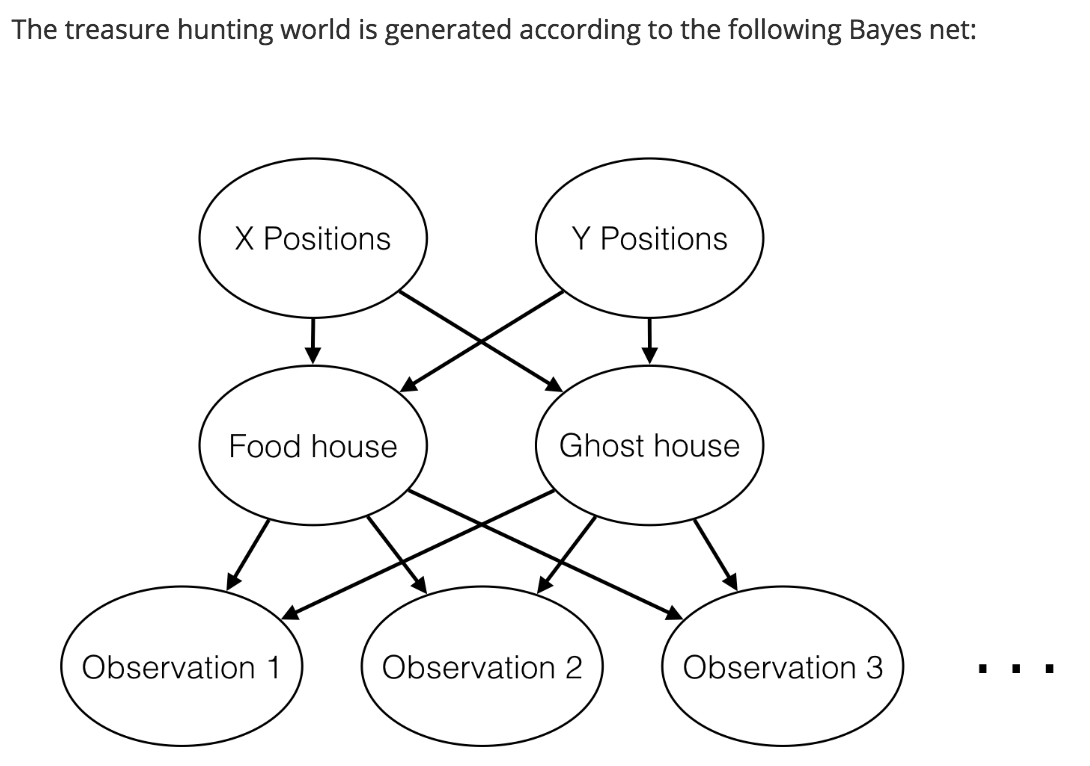 The treasure hunting world is generated according to the following Bayes net:
X Positions
Y Positions
Food house
Ghost house
Observation 1
Observation 2
Observation 3
. . .